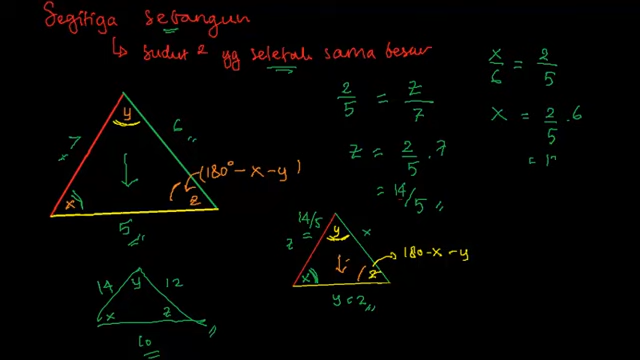 Segitiga sebangun
↳ sudut 2 yg seletak sama besar
y
7
6
(180° - x - y)
x
z
5
14
y
12
x
z
10
2/5 = z/7
z = 2/5 . 7
= 14/5
x/6 = 2/5
x = 2/5 . 6
= 1
14/5
z =
y
x
180 - x - y
x
z
y = 2